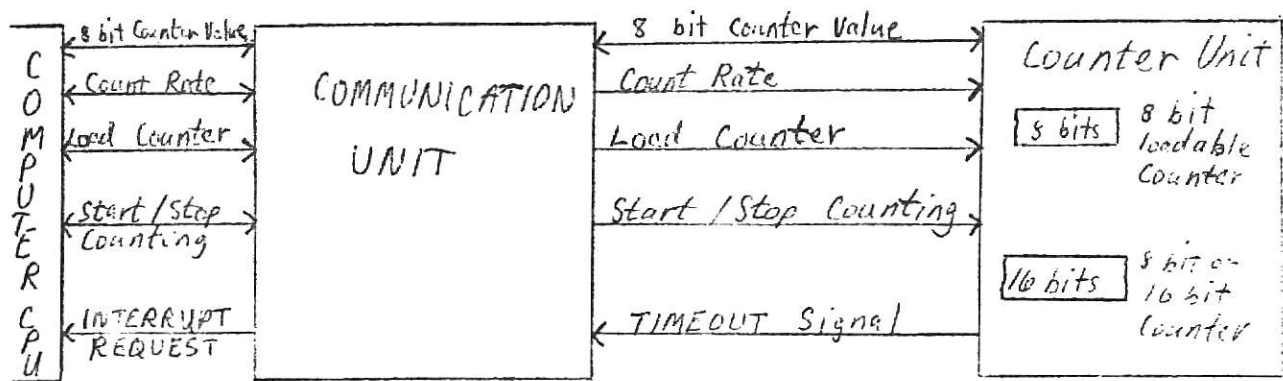 COMPUTER CPU
8 bit Counter Value
Count Rate
Load Counter
Start/Stop
Counting
INTERRUPT
REQUEST
COMMUNICATION
UNIT
8 bit Counter Value
Count Rate
Load Counter
Start/Stop Counting
TIMEOUT Signal
Counter Unit
8 bits
8 bit
loadable
Counter
16 bits
8 bit or
16 bit
Counter